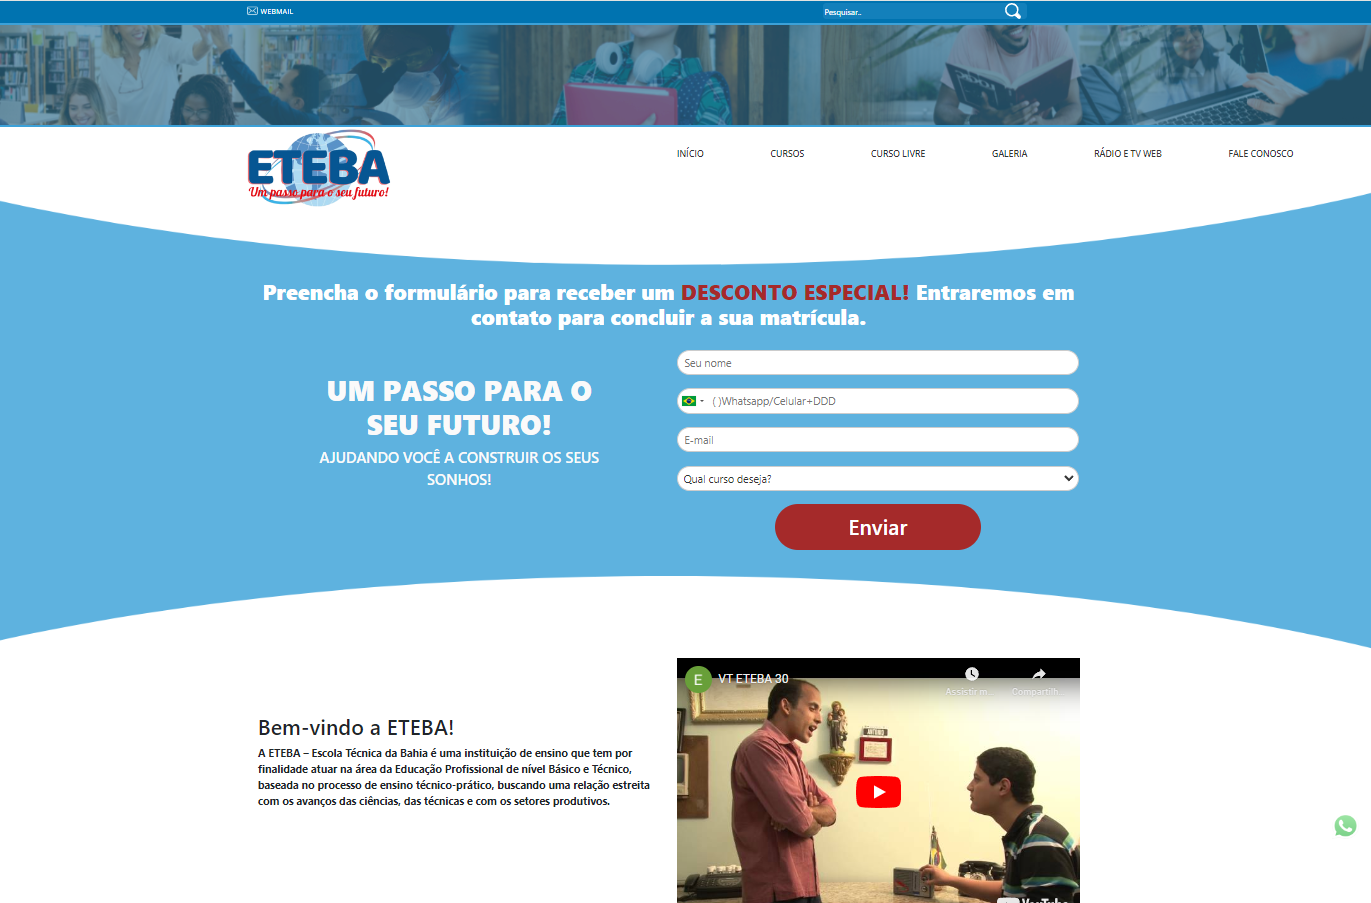 WEBMAIL
Pesquisar..
ETEBA
Um passo para o seu futuro!
INÍCIO
CURSOS
CURSO LIVRE
GALERIA
RÁDIO E TV WEB
FALE CONOSCO
Preencha o formulário para receber um DESCONTO ESPECIAL! Entraremos em
contato para concluir a sua matrícula.
UM PASSO PARA O
SEU FUTURO!
AJUDANDO VOCÊ A CONSTRUIR OS SEUS
SONHOS!
Seu nome
( )Whatsapp/Celular+DDD
E-mail
Qual curso deseja?
Enviar
Bem-vindo a ETEBA!
A ETEBA – Escola Técnica da Bahia é uma instituição de ensino que tem por
finalidade atuar na área da Educação Profissional de nível Básico e Técnico,
baseada no processo de ensino técnico-prático, buscando uma relação estreita
com os avanços das ciências, das técnicas e com os setores produtivos.
E
VT ETEBA 30
Assistir m...
Compartilh...
YouTube